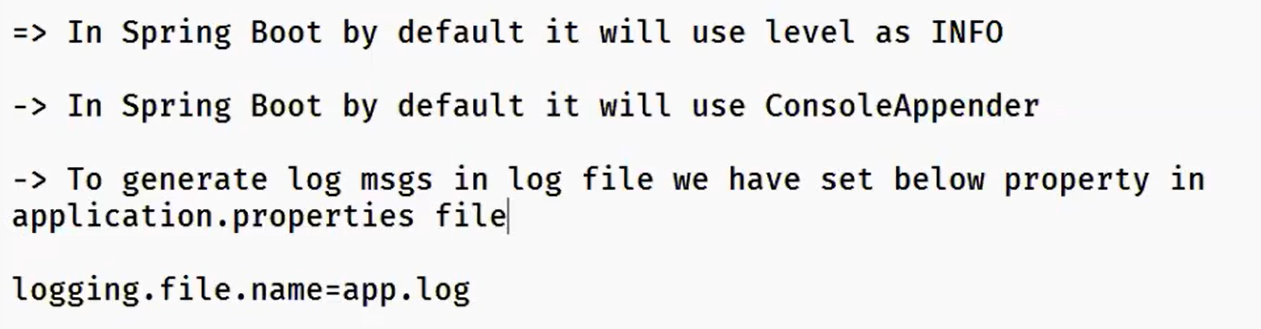 => In Spring Boot by default it will use level as INFO
-> In Spring Boot by default it will use ConsoleAppender
-> To generate log msgs in log file we have set below property in
application.properties file
logging.file.name=app.log